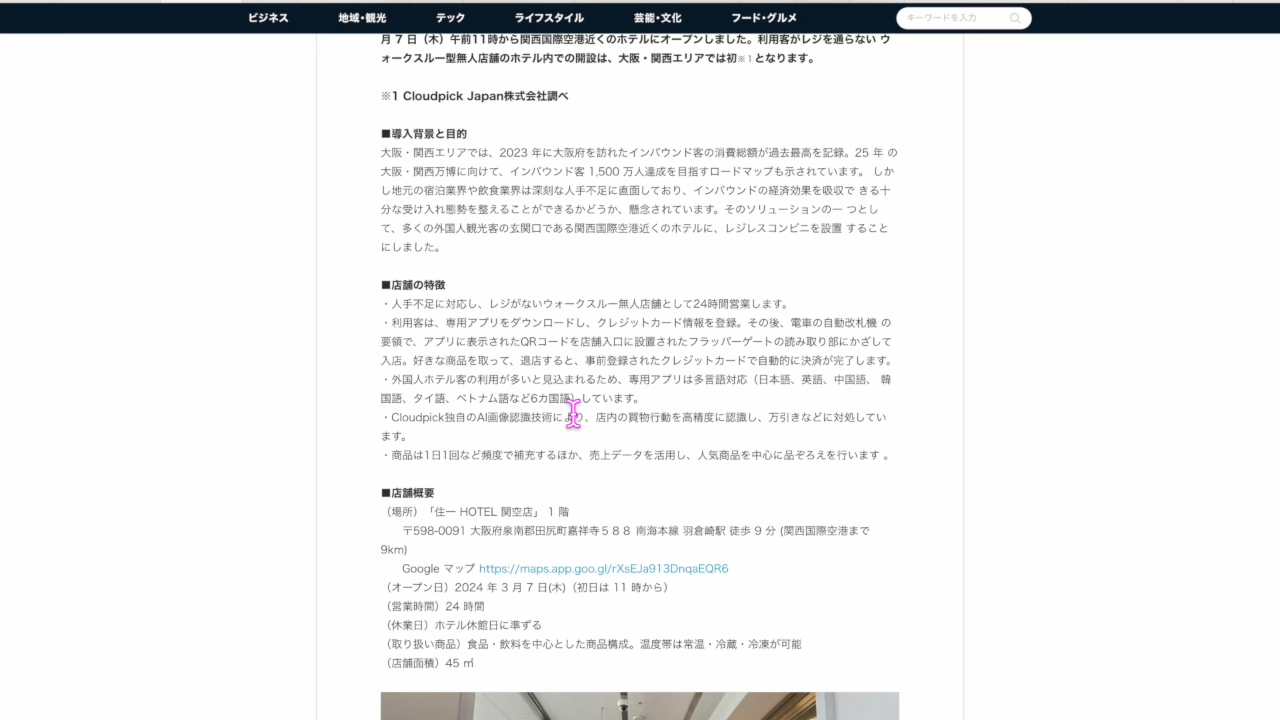 ビジネス 地域・観光 テック ライフスタイル 芸能・文化 フード・グルメ キーワードを入力
月 7 日（木）午前11時から関西国際空港近くのホテルにオープンしました。利用客がレジを通らない ウ
ォークスルー型無人店舗のホテル内での開設は、大阪・関西エリアでは初※1となります。
※1 Cloudpick Japan株式会社調べ
■導入背景と目的
大阪・関西エリアでは、2023 年に大阪府を訪れたインバウンド客の消費総額が過去最高を記録。25 年 の
大阪・関西万博に向けて、インバウンド客 1,500 万人達成を目指すロードマップも示されています。 しか
し地元の宿泊業界や飲食業界は深刻な人手不足に直面しており、インバウンドの経済効果を吸収で きる十
分な受け入れ態勢を整えることができるかどうか、懸念されています。そのソリューションの一 つとし
て、多くの外国人観光客の玄関口である関西国際空港近くのホテルに、レジレスコンビニを設置 すること
にしました。
■店舗の特徴
・人手不足に対応し、レジがないウォークスルー無人店舗として24時間営業します。
・利用客は、専用アプリをダウンロードし、クレジットカード情報を登録。その後、電車の自動改札機 の
要領で、アプリに表示されたQRコードを店舗入口に設置されたフラッパーゲートの読み取り部にかざして
入店。好きな商品を取って、退店すると、事前登録されたクレジットカードで自動的に決済が完了します。
・外国人ホテル客の利用が多いと見込まれるため、専用アプリは多言語対応（日本語、英語、中国語、 韓
国語、タイ語、ベトナム語など6カ国語）しています。
・Cloudpick独自のAI画像認識技術により、店内の買物行動を高精度に認識し、万引きなどに対処してい
ます。
・商品は1日1回など頻度で補充するほか、売上データを活用し、人気商品を中心に品ぞろえを行います 。
■店舗概要
（場所）「住一 HOTEL 関空店」 1 階
〒598-0091 大阪府泉南郡田尻町嘉祥寺５８８ 南海本線 羽倉崎駅 徒歩 9 分 (関西国際空港まで
9km)
Google マップ https://maps.app.goo.gl/rXsEJa913DnqaEQR6
（オープン日）2024 年 3 月 7 日(木)（初日は 11 時から）
（営業時間）24 時間
（休業日）ホテル休館日に準ずる
（取り扱い商品）食品・飲料を中心とした商品構成。温度帯は常温・冷蔵・冷凍が可能
（店舗面積）45 ㎡